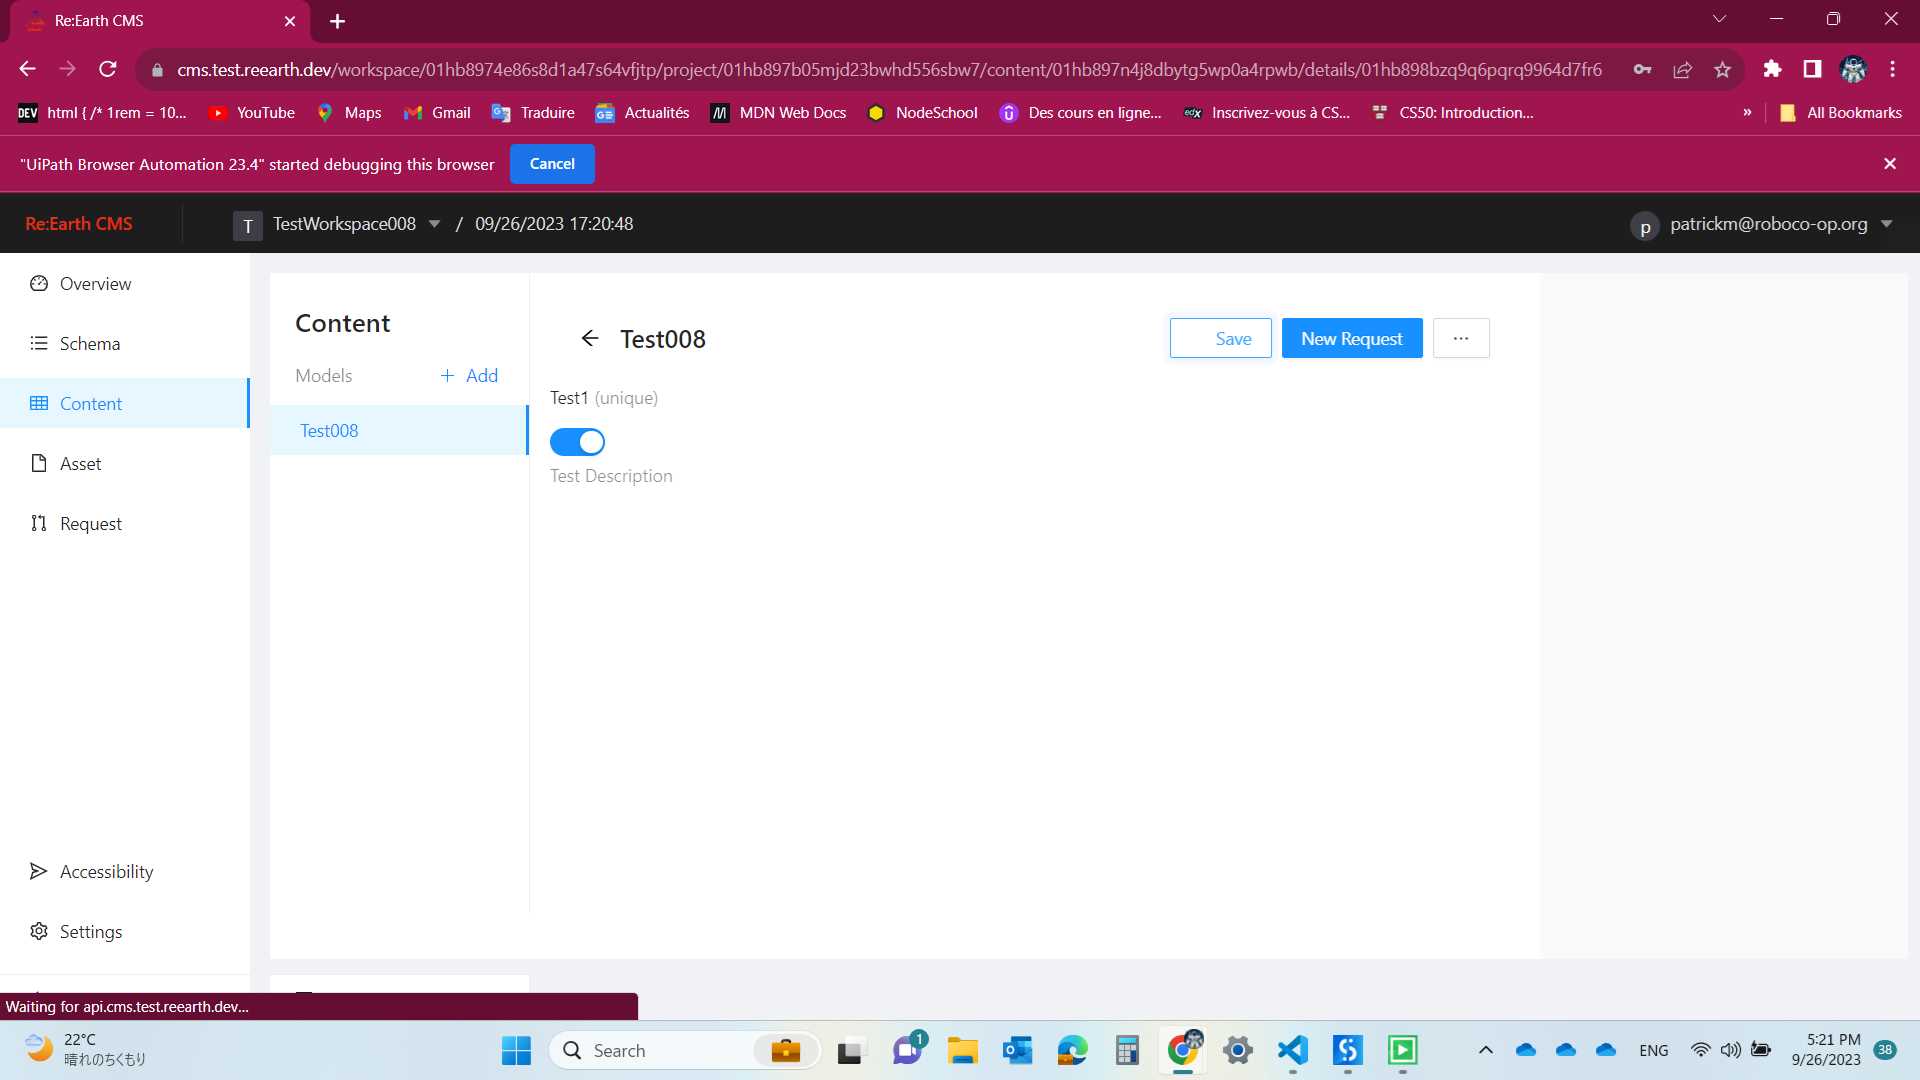 Re:Earth CMS
cms.test.reearth.dev/workspace/01hb8974e86s8d1a47s64vfjtp/project/01hb897b05mjd23bwhd556sbw7/content/01hb897n4j8dbytg5wp0a4rpwb/details/01hb898bzq9q6pqrq9964d7fr6
DEV html { /* 1rem = 10... YouTube Maps Gmail Traduire Actualités MDN Web Docs NodeSchool Des cours en ligne... edX Inscrivez-vous à CS... CS50: Introduction... » All Bookmarks
"UiPath Browser Automation 23.4" started debugging this browser Cancel
Re:Earth CMS T TestWorkspace008 / 09/26/2023 17:20:48 p patrickm@roboco-op.org
Overview
Schema
Content
Asset
Request
Accessibility
Settings
Content
Models + Add
Test008
Test008
Save New Request ...
Test1 (unique)
Test Description
Waiting for api.cms.test.reearth.dev...
22°C
晴れのちくもり
Search
1
ENG
5:21 PM
9/26/2023
38